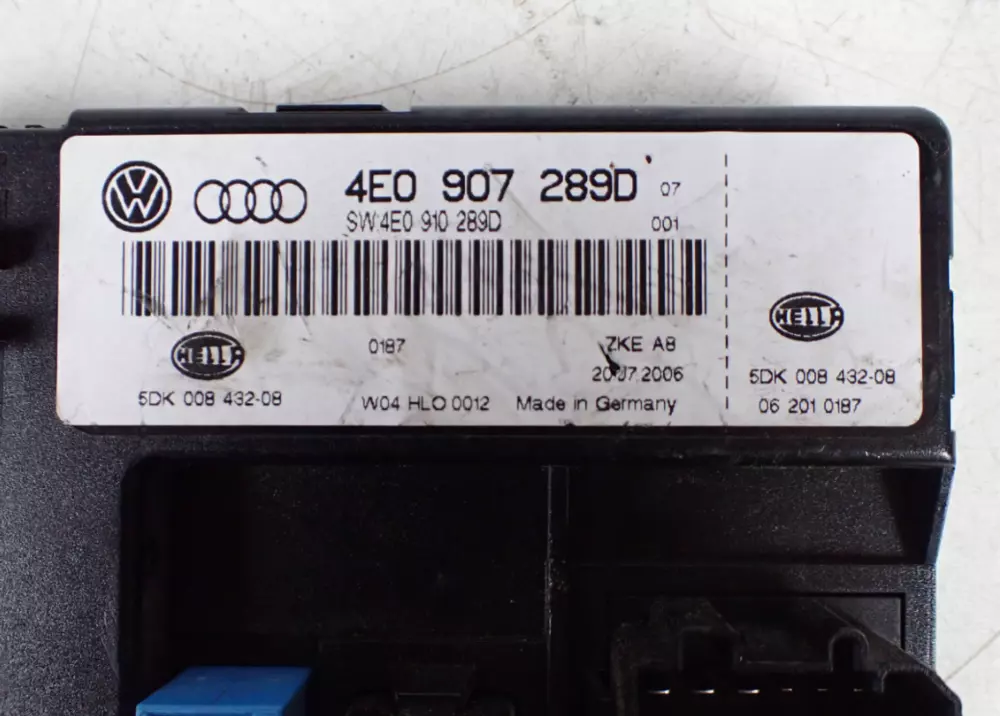 4E0 907 289D 07
SW:4E0 910 289D 001
HELLA
0187 ZKE A8
20.07.2006
5DK 008 432-08 W04 HLO 0012 Made in Germany
HELLA
5DK 008 432-08
06 201 0187